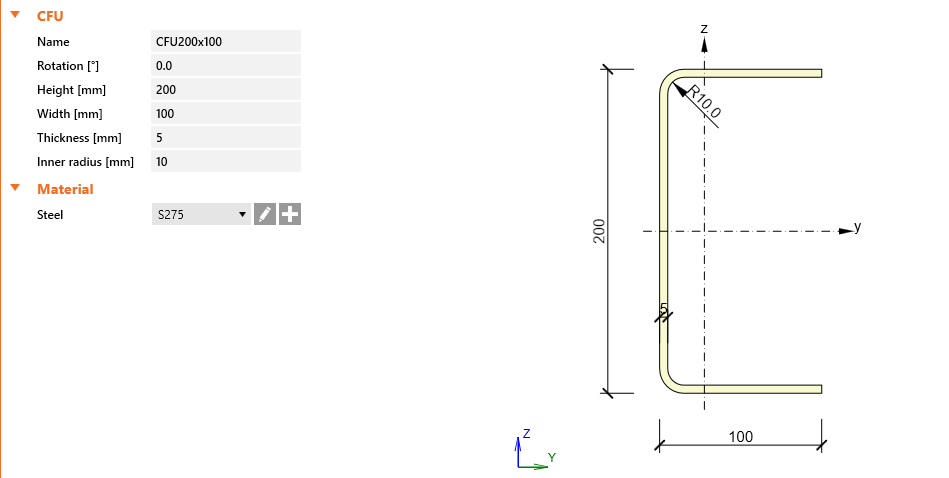 CFU
Name CFU200x100
Rotation [°] 0.0
Height [mm] 200
Width [mm] 100
Thickness [mm] 5
Inner radius [mm] 10
Material
Steel S275
z
R10.0
y
200
5
100
Z
Y